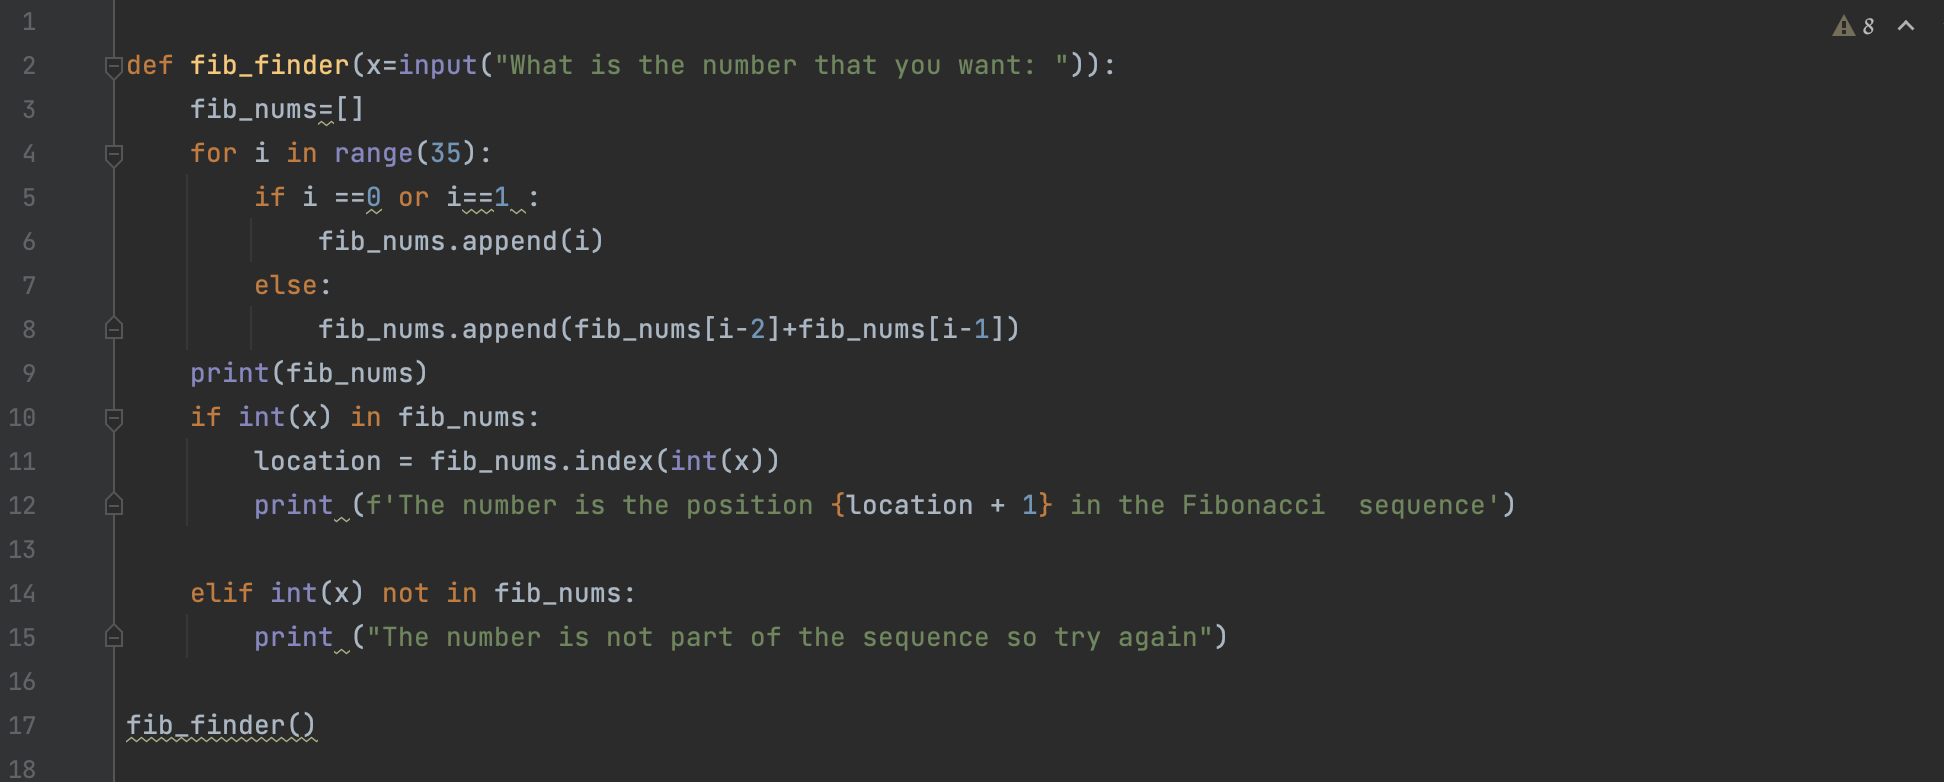 8
1
2 def fib_finder(x=input("What is the number that you want: ")):
3     fib_nums=[]
4     for i in range(35):
5         if i ==0 or i==1 :
6             fib_nums.append(i)
7         else:
8             fib_nums.append(fib_nums[i-2]+fib_nums[i-1])
9     print(fib_nums)
10     if int(x) in fib_nums:
11         location = fib_nums.index(int(x))
12         print (f'The number is the position {location + 1} in the Fibonacci  sequence')
13
14     elif int(x) not in fib_nums:
15         print ("The number is not part of the sequence so try again")
16
17 fib_finder()
18